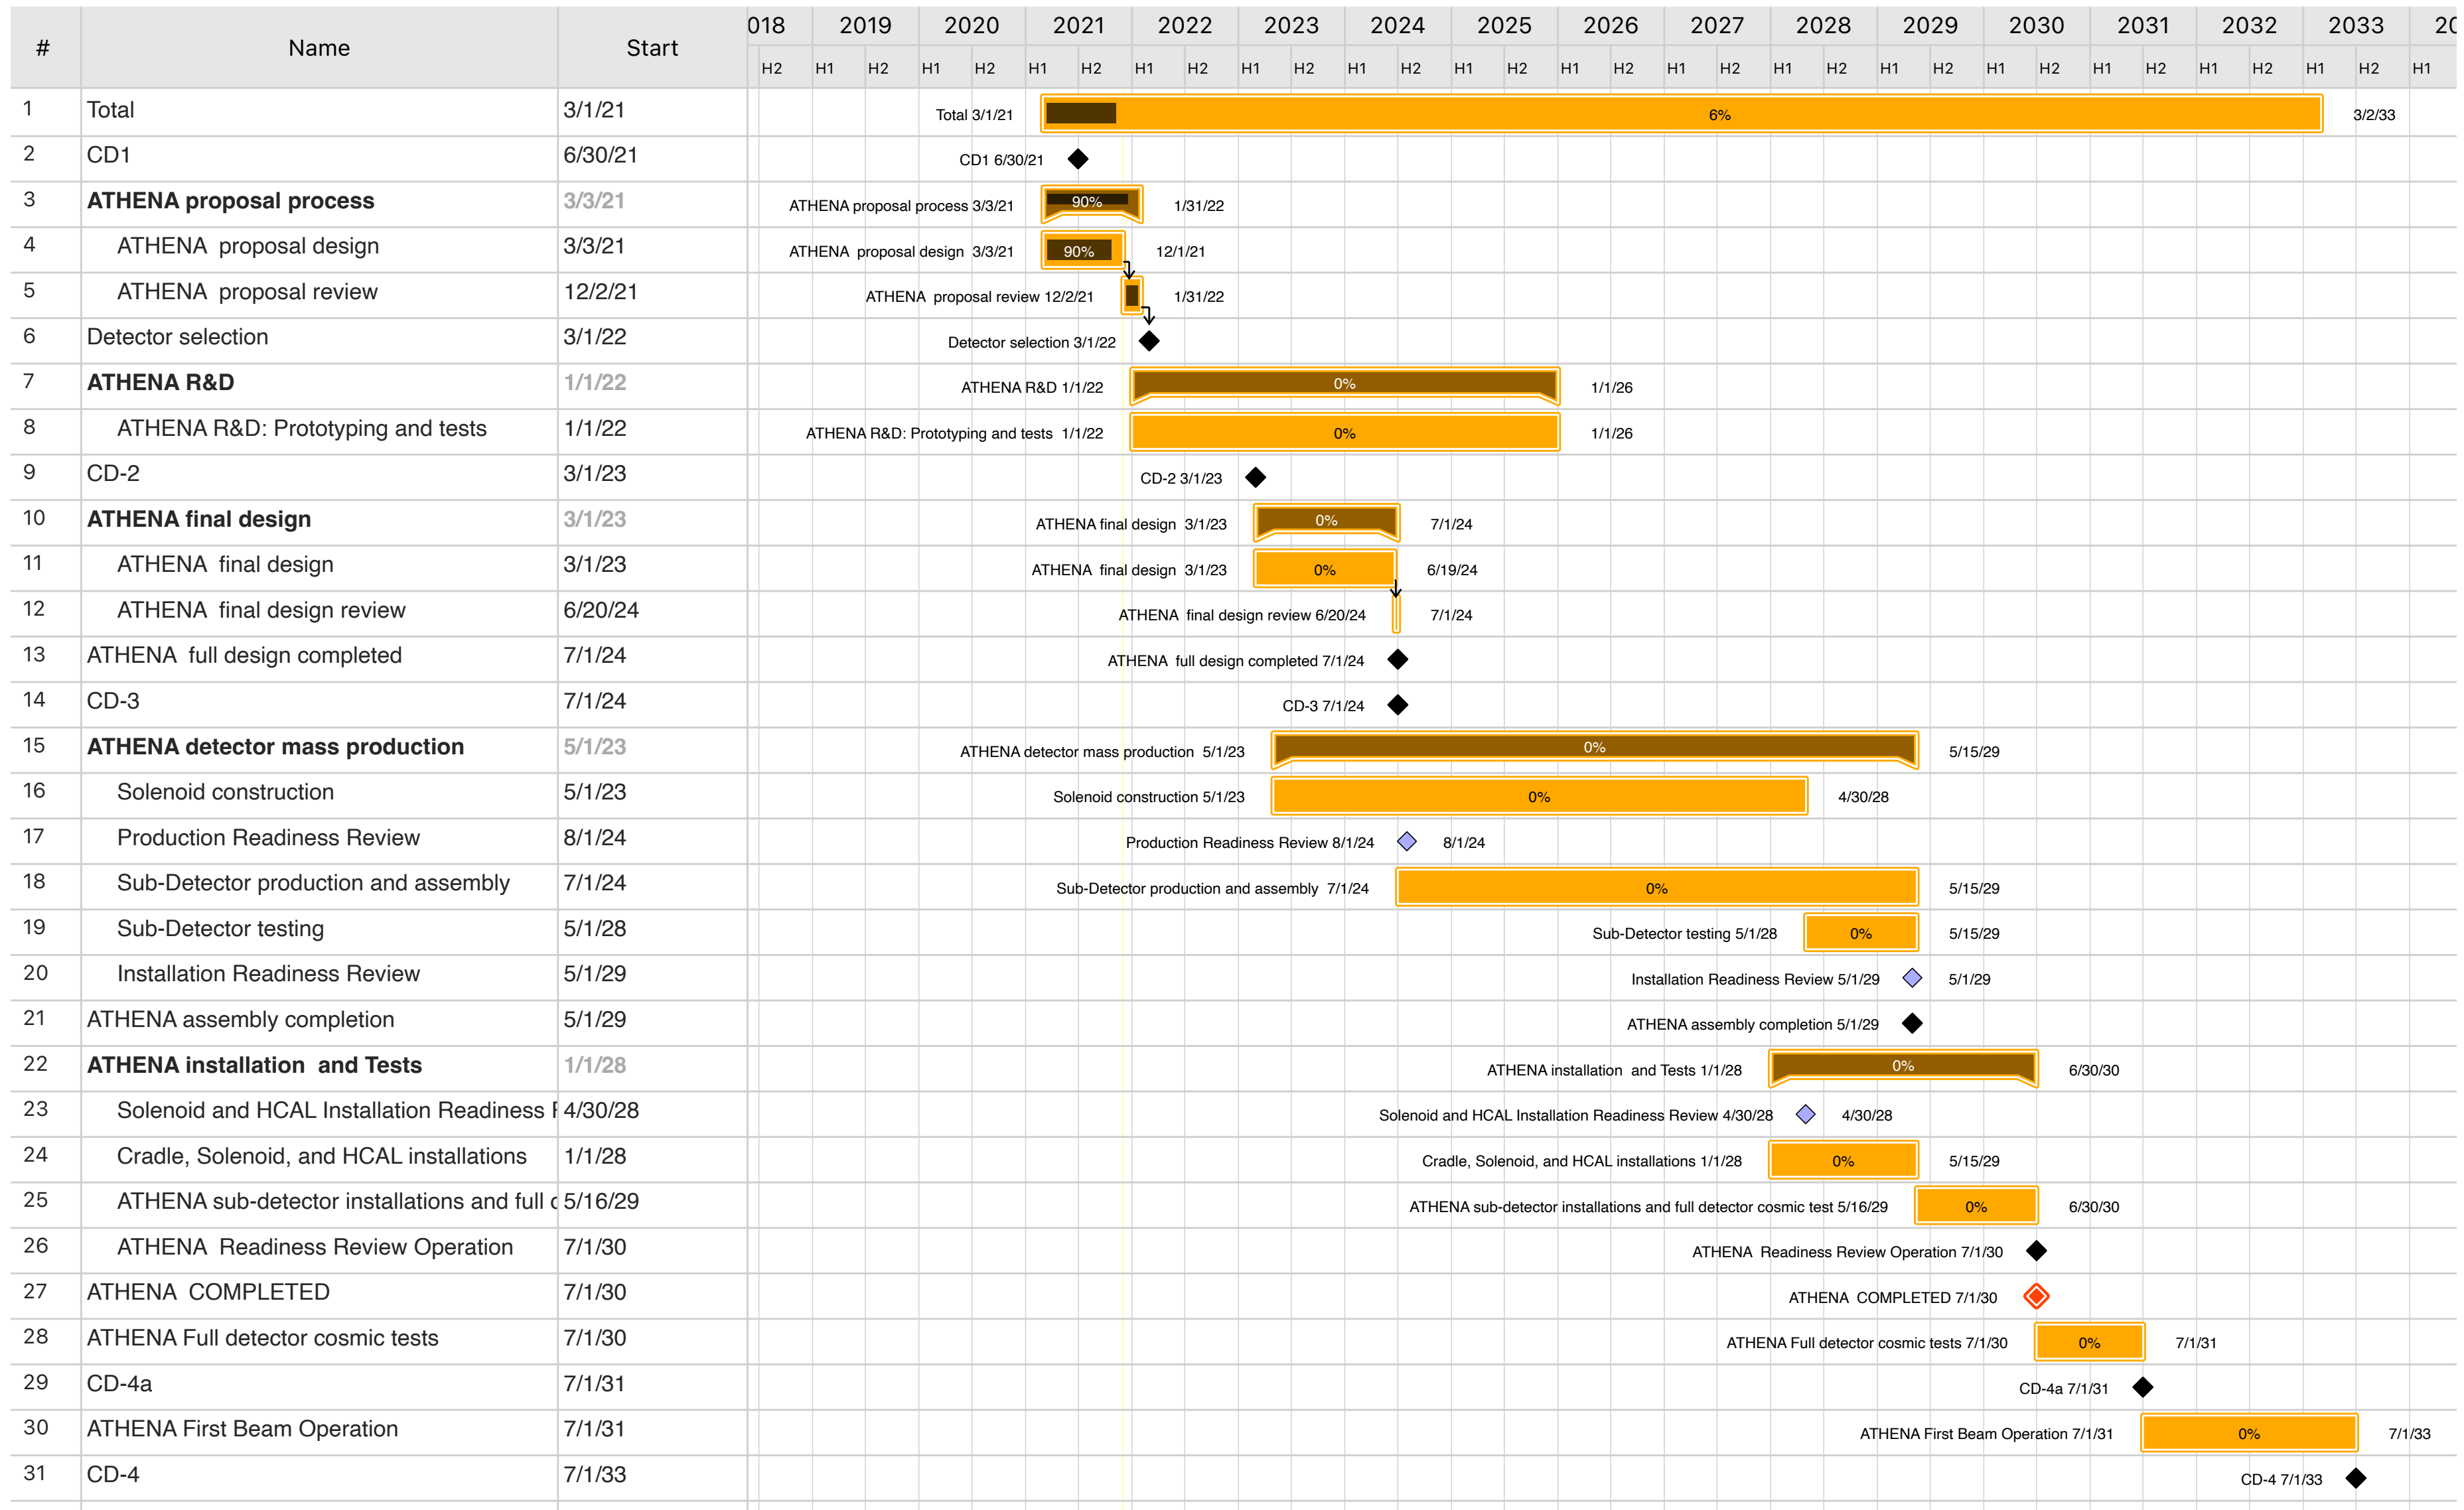 # Name Start 018 2019 2020 2021 2022 2023 2024 2025 2026 2027 2028 2029 2030 2031 2032 2033 20
H2 H1 H2 H1 H2 H1 H2 H1 H2 H1 H2 H1 H2 H1 H2 H1 H2 H1 H2 H1 H2 H1 H2 H1 H2 H1 H2 H1 H2 H1 H2 H1
1 Total 3/1/21 Total 3/1/21 6% 3/2/33
2 CD1 6/30/21 CD1 6/30/21
3 ATHENA proposal process 3/3/21 ATHENA proposal process 3/3/21 90% 1/31/22
4 ATHENA proposal design 3/3/21 ATHENA proposal design 3/3/21 90% 12/1/21
5 ATHENA proposal review 12/2/21 ATHENA proposal review 12/2/21 1/31/22
6 Detector selection 3/1/22 Detector selection 3/1/22
7 ATHENA R&D 1/1/22 ATHENA R&D 1/1/22 0% 1/1/26
8 ATHENA R&D: Prototyping and tests 1/1/22 ATHENA R&D: Prototyping and tests 1/1/22 0% 1/1/26
9 CD-2 3/1/23 CD-2 3/1/23
10 ATHENA final design 3/1/23 ATHENA final design 3/1/23 0% 7/1/24
11 ATHENA final design 3/1/23 ATHENA final design 3/1/23 0% 6/19/24
12 ATHENA final design review 6/20/24 ATHENA final design review 6/20/24 7/1/24
13 ATHENA full design completed 7/1/24 ATHENA full design completed 7/1/24
14 CD-3 7/1/24 CD-3 7/1/24
15 ATHENA detector mass production 5/1/23 ATHENA detector mass production 5/1/23 0% 5/15/29
16 Solenoid construction 5/1/23 Solenoid construction 5/1/23 0% 4/30/28
17 Production Readiness Review 8/1/24 Production Readiness Review 8/1/24 8/1/24
18 Sub-Detector production and assembly 7/1/24 Sub-Detector production and assembly 7/1/24 0% 5/15/29
19 Sub-Detector testing 5/1/28 Sub-Detector testing 5/1/28 0% 5/15/29
20 Installation Readiness Review 5/1/29 Installation Readiness Review 5/1/29 5/1/29
21 ATHENA assembly completion 5/1/29 ATHENA assembly completion 5/1/29
22 ATHENA installation and Tests 1/1/28 ATHENA installation and Tests 1/1/28 0% 6/30/30
23 Solenoid and HCAL Installation Readiness 4/30/28 Solenoid and HCAL Installation Readiness Review 4/30/28 4/30/28
24 Cradle, Solenoid, and HCAL installations 1/1/28 Cradle, Solenoid, and HCAL installations 1/1/28 0% 5/15/29
25 ATHENA sub-detector installations and full 5/16/29 ATHENA sub-detector installations and full detector cosmic test 5/16/29 0% 6/30/30
26 ATHENA Readiness Review Operation 7/1/30 ATHENA Readiness Review Operation 7/1/30
27 ATHENA COMPLETED 7/1/30 ATHENA COMPLETED 7/1/30
28 ATHENA Full detector cosmic tests 7/1/30 ATHENA Full detector cosmic tests 7/1/30 0% 7/1/31
29 CD-4a 7/1/31 CD-4a 7/1/31
30 ATHENA First Beam Operation 7/1/31 ATHENA First Beam Operation 7/1/31 0% 7/1/33
31 CD-4 7/1/33 CD-4 7/1/33